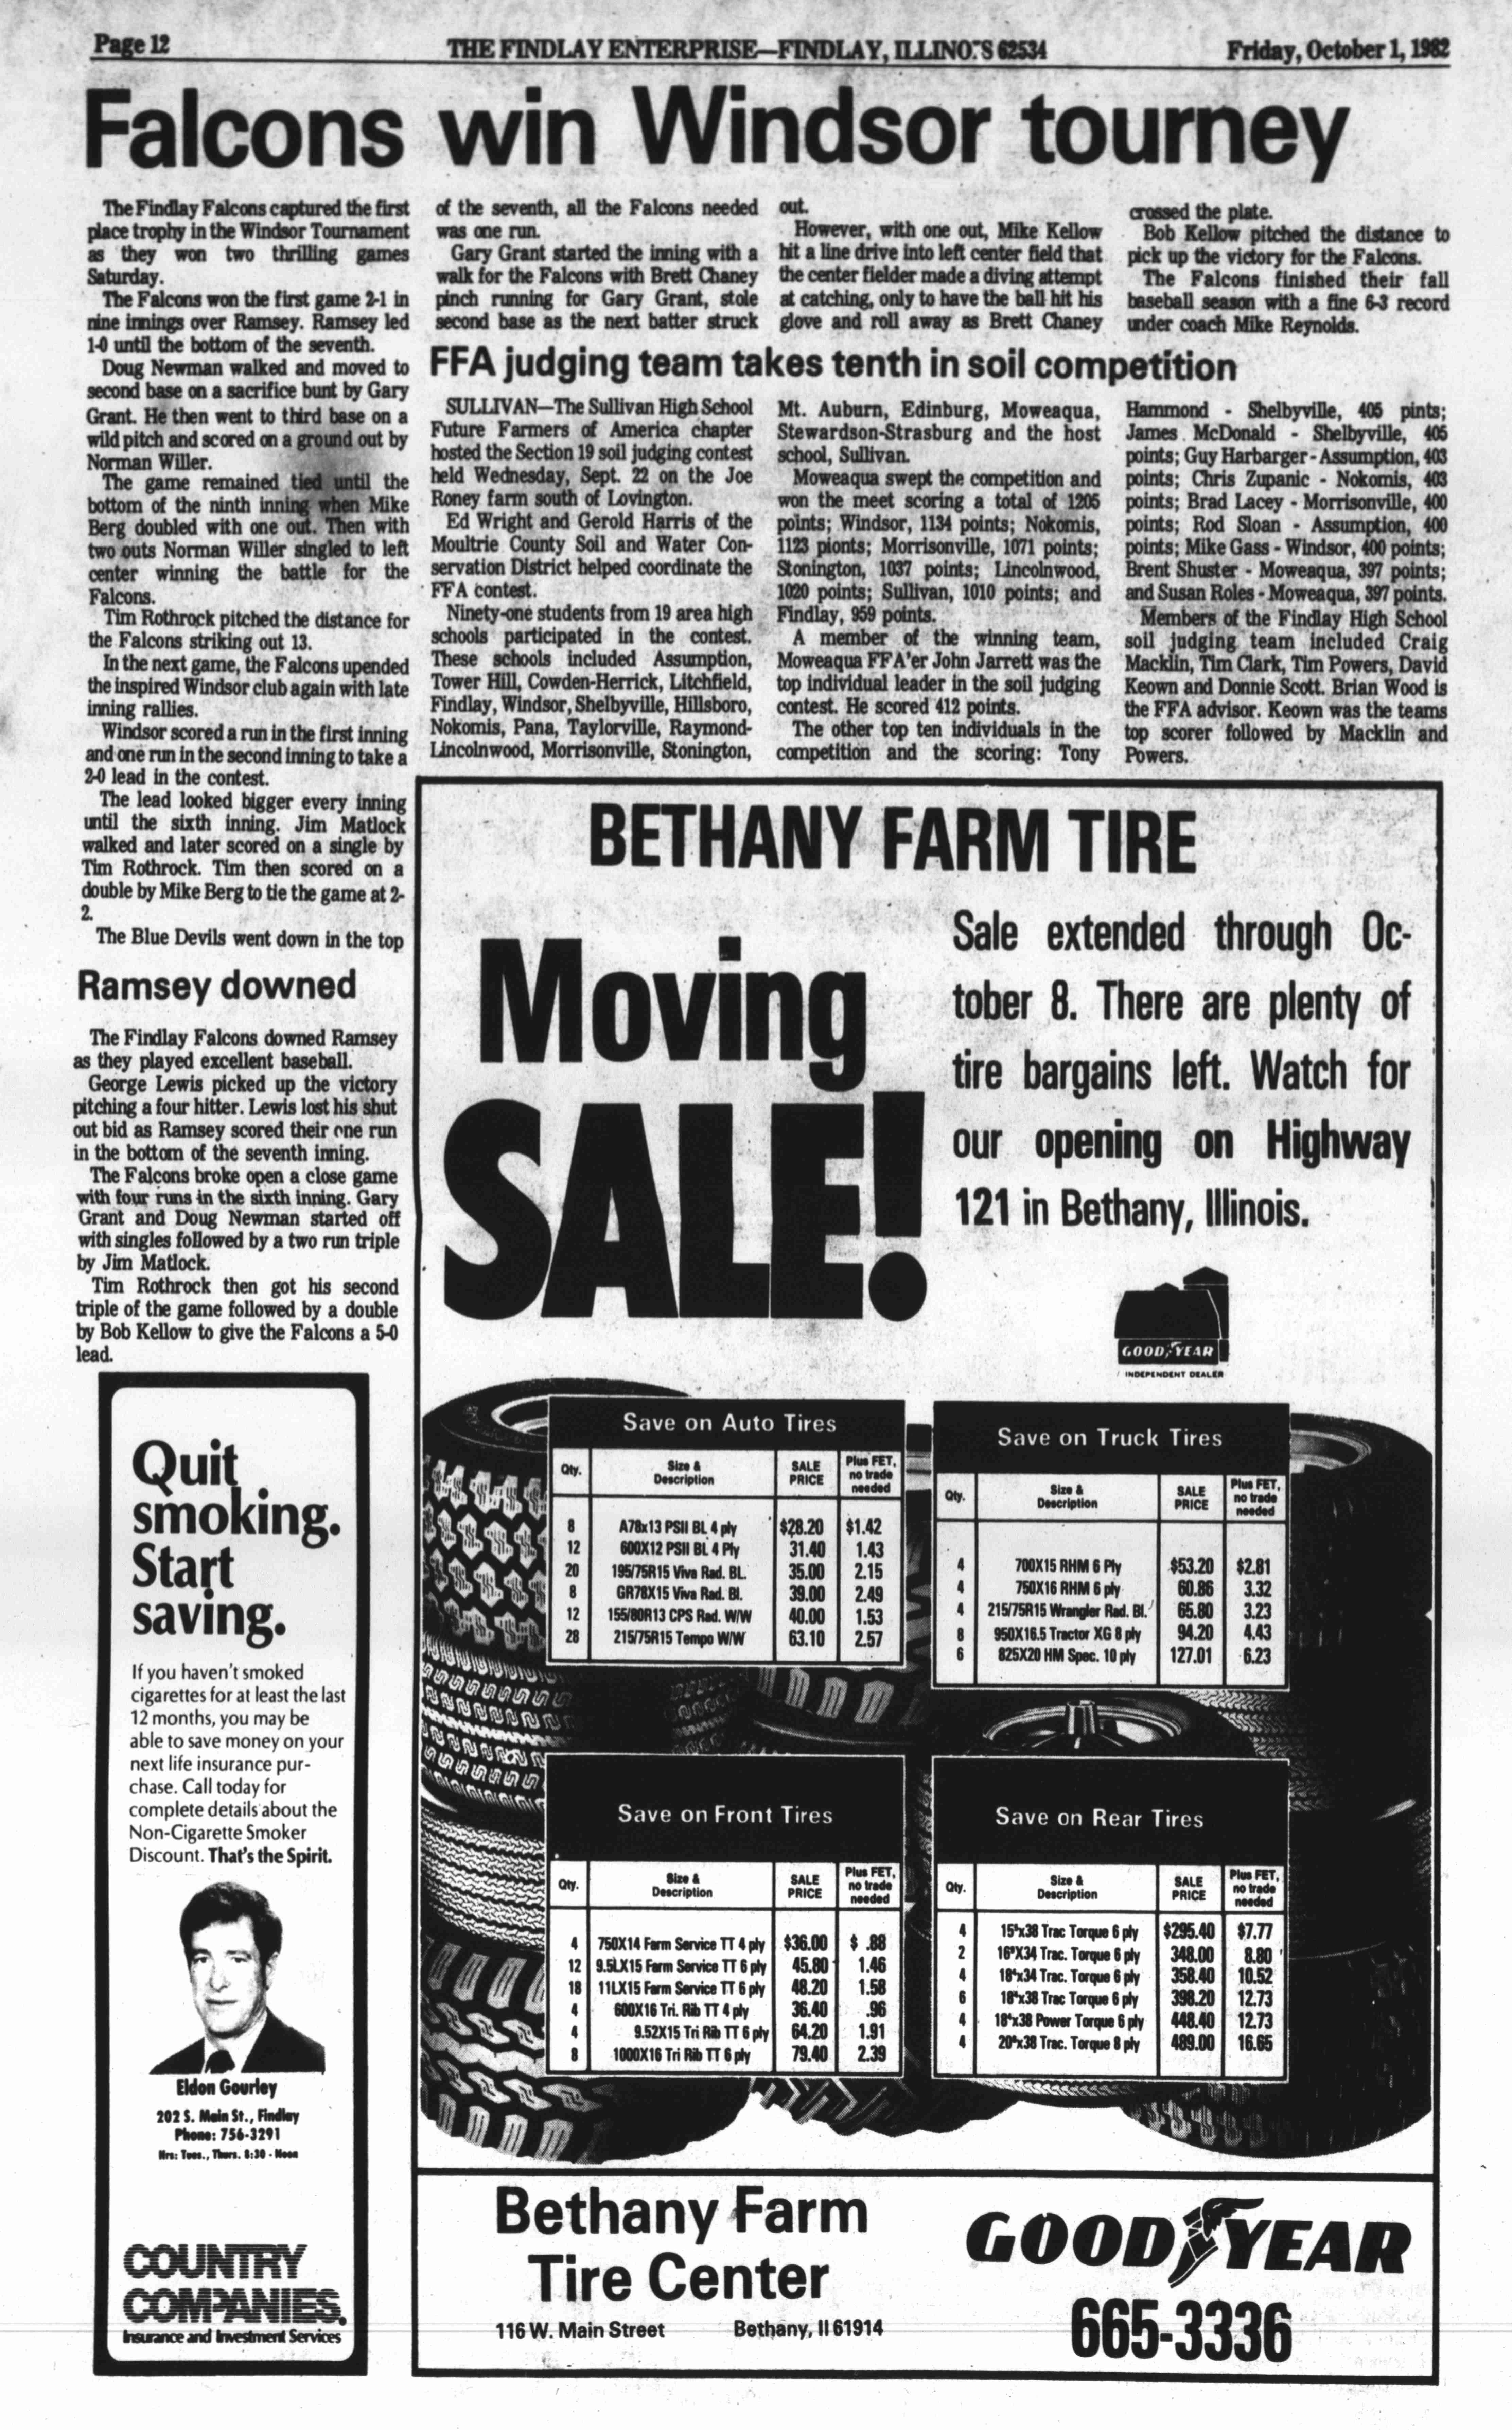 Page 12
THE FINDLAY ENTERPRISE—FINDLAY, ILLINOIS 62534
Friday, October 1, 1982
Falcons win Windsor tourney
The Findlay Falcons captured the first
place trophy in the Windsor Tournament
as they won two thrilling games
Saturday.
The Falcons won the first game 2-1 in
nine innings over Ramsey. Ramsey led
1-0 until the bottom of the seventh.
Doug Newman walked and moved to
second base on a sacrifice bunt by Gary
Grant. He then went to third base on a
wild pitch and scored on a ground out by
Norman Willer.
The game remained tied until the
bottom of the ninth inning when Mike
Berg doubled with one out. Then with
two outs Norman Willer singled to left
center winning the battle for the
Falcons.
Tim Rothrock pitched the distance for
the Falcons striking out 13.
In the next game, the Falcons upended
the inspired Windsor club again with late
inning rallies.
Windsor scored a run in the first inning
and one run in the second inning to take a
2-0 lead in the contest.
The lead looked bigger every inning
until the sixth inning. Jim Matlock
walked and later scored on a single by
Tim Rothrock. Tim then scored on a
double by Mike Berg to tie the game at 2-
2.
The Blue Devils went down in the top
of the seventh, all the Falcons needed
was one run.
Gary Grant started the inning with a
walk for the Falcons with Brett Chaney
pinch running for Gary Grant, stole
second base as the next batter struck
out.
However, with one out, Mike Kellow
hit a line drive into left center field that
the center fielder made a diving attempt
at catching, only to have the ball hit his
glove and roll away as Brett Chaney
crossed the plate.
Bob Kellow pitched the distance to
pick up the victory for the Falcons.
The Falcons finished their fall
baseball season with a fine 6-3 record
under coach Mike Reynolds.
FFA judging team takes tenth in soil competition
SULLIVAN—The Sullivan High School
Future Farmers of America chapter
hosted the Section 19 soil judging contest
held Wednesday, Sept. 22 on the Joe
Roney farm south of Lovington.
Ed Wright and Gerold Harris of the
Moultrie County Soil and Water Con-
servation District helped coordinate the
FFA contest.
Ninety-one students from 19 area high
schools participated in the contest.
These schools included Assumption,
Tower Hill, Cowden-Herrick, Litchfield,
Findlay, Windsor, Shelbyville, Hillsboro,
Nokomis, Pana, Taylorville, Raymond-
Lincolnwood, Morrisonville, Stonington,
Mt. Auburn, Edinburg, Moweaqua,
Stewardson-Strasburg and the host
school, Sullivan.
Moweaqua swept the competition and
won the meet scoring a total of 1205
points; Windsor, 1134 points; Nokomis,
1123 pionts; Morrisonville, 1071 points;
Stonington, 1037 points; Lincolnwood,
1020 points; Sullivan, 1010 points; and
Findlay, 959 points.
A member of the winning team,
Moweaqua FFA'er John Jarrett was the
top individual leader in the soil judging
contest. He scored 412 points.
The other top ten individuals in the
competition and the scoring: Tony
Hammond - Shelbyville, 405 pints;
James McDonald - Shelbyville, 405
points; Guy Harbarger - Assumption, 403
points; Chris Zupanic - Nokomis, 403
points; Brad Lacey - Morrisonville, 400
points; Rod Sloan - Assumption, 400
points; Mike Gass - Windsor, 400 points;
Brent Shuster - Moweaqua, 397 points;
and Susan Roles - Moweaqua, 397 points.
Members of the Findlay High School
soil judging team included Craig
Macklin, Tim Clark, Tim Powers, David
Keown and Donnie Scott. Brian Wood is
the FFA advisor. Keown was the teams
top scorer followed by Macklin and
Powers.
Ramsey downed
The Findlay Falcons downed Ramsey
as they played excellent baseball.
George Lewis picked up the victory
pitching a four hitter. Lewis lost his shut
out bid as Ramsey scored their one run
in the bottom of the seventh inning.
The Falcons broke open a close game
with four runs in the sixth inning. Gary
Grant and Doug Newman started off
with singles followed by a two run triple
by Jim Matlock.
Tim Rothrock then got his second
triple of the game followed by a double
by Bob Kellow to give the Falcons a 5-0
lead.
Quit
smoking.
Start
saving.
If you haven't smoked
cigarettes for at least the last
12 months, you may be
able to save money on your
next life insurance pur-
chase. Call today for
complete details about the
Non-Cigarette Smoker
Discount. That's the Spirit.
Eldon Gourley
202 S. Main St., Findlay
Phone: 756-3291
Hrs: Tues., Thurs. 8:30 - Noon
COUNTRY
COMPANIES.
Insurance and Investment Services
BETHANY FARM TIRE
Moving
SALE!
Sale extended through Oc-
tober 8. There are plenty of
tire bargains left. Watch for
our opening on Highway
121 in Bethany, Illinois.
GOODYEAR
INDEPENDENT DEALER
Save on Auto Tires
Qty. Size & Description SALE PRICE Plus FET, no trade needed
8 A78x13 PSII BL 4 ply $28.20 $1.42
12 600X12 PSII BL 4 Ply 31.40 1.43
20 195/75R15 Viva Rad. BL. 35.00 2.15
8 GR78X15 Viva Rad. Bl. 39.00 2.49
12 155/80R13 CPS Rad. W/W 40.00 1.53
28 215/75R15 Tempo W/W 63.10 2.57
Save on Truck Tires
Qty. Size & Description SALE PRICE Plus FET, no trade needed
4 700X15 RHM 6 Ply $53.20 $2.81
4 750X16 RHM 6 ply 60.86 3.32
4 215/75R15 Wrangler Rad. Bl. 65.80 3.23
8 950X16.5 Tractor XG 8 ply 94.20 4.43
6 825X20 HM Spec. 10 ply 127.01 6.23
Save on Front Tires
Qty. Size & Description SALE PRICE Plus FET, no trade needed
4 750X14 Farm Service TT 4 ply $36.00 $ .88
12 9.5LX15 Farm Service TT 6 ply 45.80 1.46
18 11LX15 Farm Service TT 6 ply 48.20 1.58
4 600X16 Tri. Rib TT 4 ply 36.40 .96
4 9.52X15 Tri Rib TT 6 ply 64.20 1.91
8 1000X16 Tri Rib TT 6 ply 79.40 2.39
Save on Rear Tires
Qty. Size & Description SALE PRICE Plus FET, no trade needed
4 Trac Torque 6 ply $295.40 $7.77
2 Trac. Torque 6 ply 348.00 8.80
4 Trac. Torque 6 ply 358.40 10.52
6 Trac Torque 6 ply 398.20 12.73
4 Power Torque 6 ply 448.40 12.73
4 Trac. Torque 8 ply 489.00 16.65
Bethany Farm
Tire Center
116 W. Main Street Bethany, Il 61914
GOODYEAR
665-3336